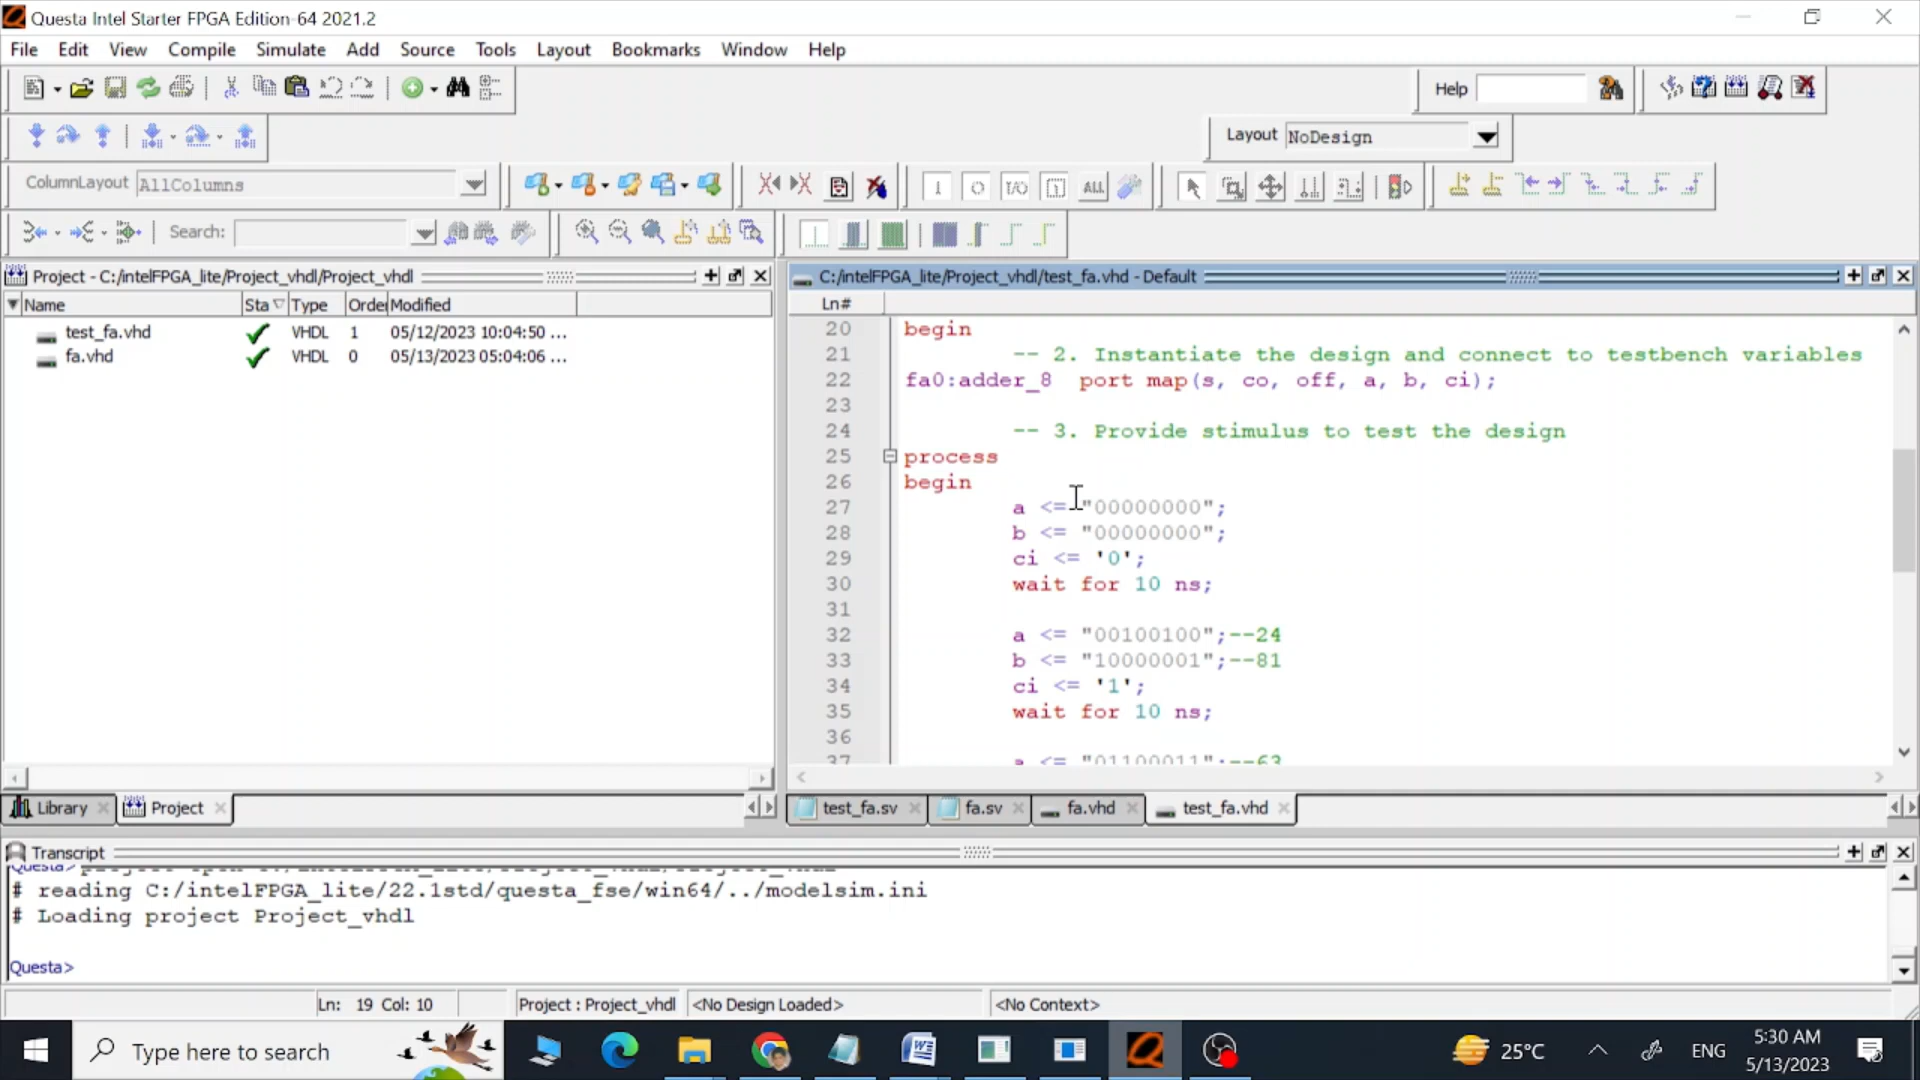 Questa Intel Starter FPGA Edition-64 2021.2
File Edit View Compile Simulate Add Source Tools Layout Bookmarks Window Help
Help
Layout NoDesign
ColumnLayout AllColumns
ALL
Search:
Project - C:/intelFPGA_lite/Project_vhdl/Project_vhdl
Name Sta Type Orde Modified
test_fa.vhd VHDL 1 05/12/2023 10:04:50 ...
fa.vhd VHDL 0 05/13/2023 05:04:06 ...
Library Project
C:/intelFPGA_lite/Project_vhdl/test_fa.vhd - Default
Ln#
20 begin
21 -- 2. Instantiate the design and connect to testbench variables
22 fa0:adder_8 port map(s, co, off, a, b, ci);
23
24 -- 3. Provide stimulus to test the design
25 process
26 begin
27 a <= "00000000";
28 b <= "00000000";
29 ci <= '0';
30 wait for 10 ns;
31
32 a <= "00100100";--24
33 b <= "10000001";--81
34 ci <= '1';
35 wait for 10 ns;
36
37 a <= "01100011";--63
test_fa.sv fa.sv fa.vhd test_fa.vhd
Transcript
# reading C:/intelFPGA_lite/22.1std/questa_fse/win64/../modelsim.ini
# Loading project Project_vhdl
Questa>
Ln: 19 Col: 10 Project : Project_vhdl <No Design Loaded> <No Context>
Type here to search
25°C
ENG
5:30 AM
5/13/2023